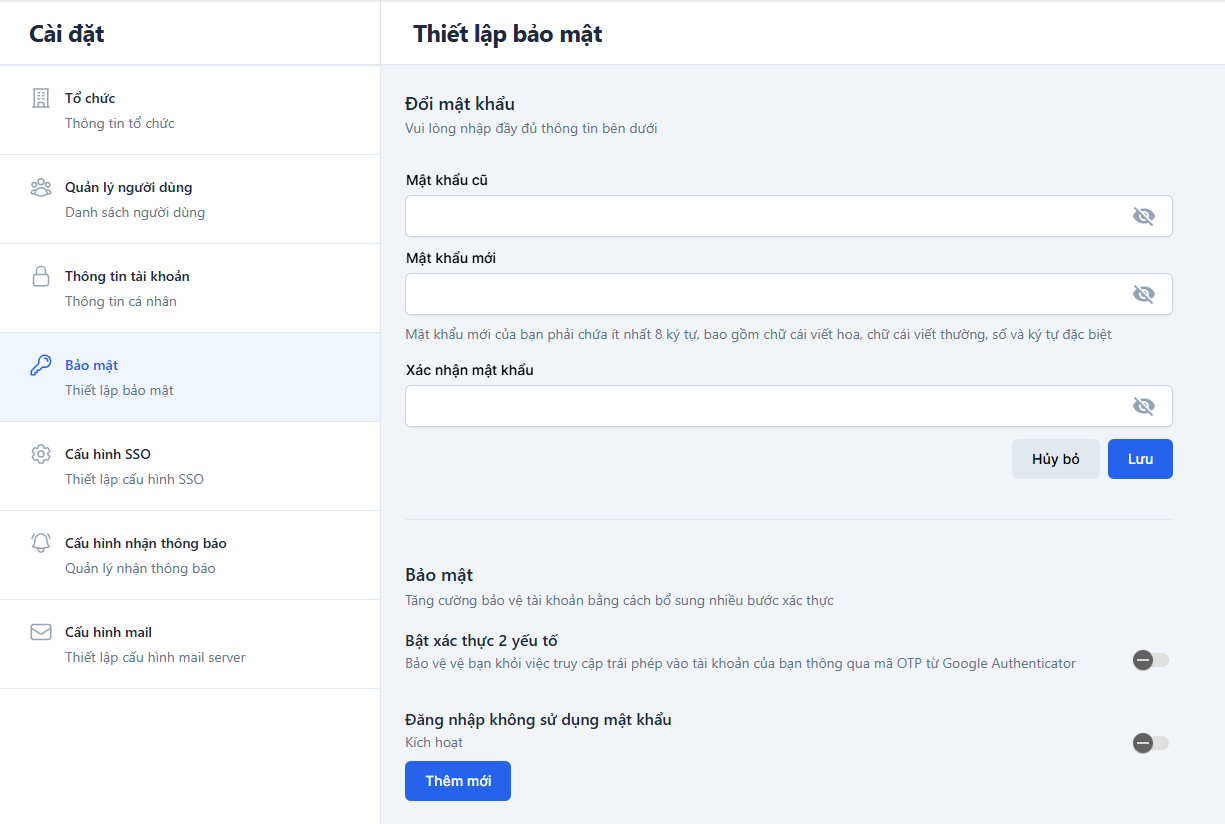 Cài đặt
Tổ chức
Thông tin tổ chức
Quản lý người dùng
Danh sách người dùng
Thông tin tài khoản
Thông tin cá nhân
Bảo mật
Thiết lập bảo mật
Cấu hình SSO
Thiết lập cấu hình SSO
Cấu hình nhận thông báo
Quản lý nhận thông báo
Cấu hình mail
Thiết lập cấu hình mail server
Thiết lập bảo mật
Đổi mật khẩu
Vui lòng nhập đầy đủ thông tin bên dưới
Mật khẩu cũ
Mật khẩu mới
Mật khẩu mới của bạn phải chứa ít nhất 8 ký tự, bao gồm chữ cái viết hoa, chữ cái viết thường, số và ký tự đặc biệt
Xác nhận mật khẩu
Hủy bỏ Lưu
Bảo mật
Tăng cường bảo vệ tài khoản bằng cách bổ sung nhiều bước xác thực
Bật xác thực 2 yếu tố
Bảo vệ vệ bạn khỏi việc truy cập trái phép vào tài khoản của bạn thông qua mã OTP từ Google Authenticator
Đăng nhập không sử dụng mật khẩu
Kích hoạt
Thêm mới